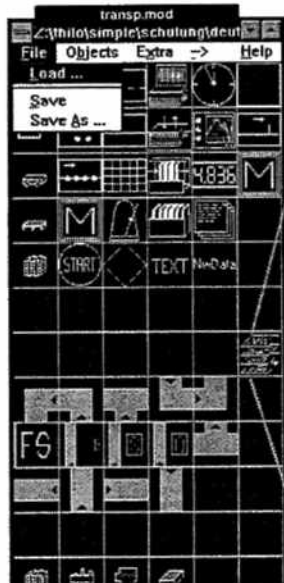 transp.mod
Z:\thilo\simple\schulung\deut
File Objects Extra -> Help
Load ...
Save
Save As ...
4.836 M
M
START TEXT NwData
FS